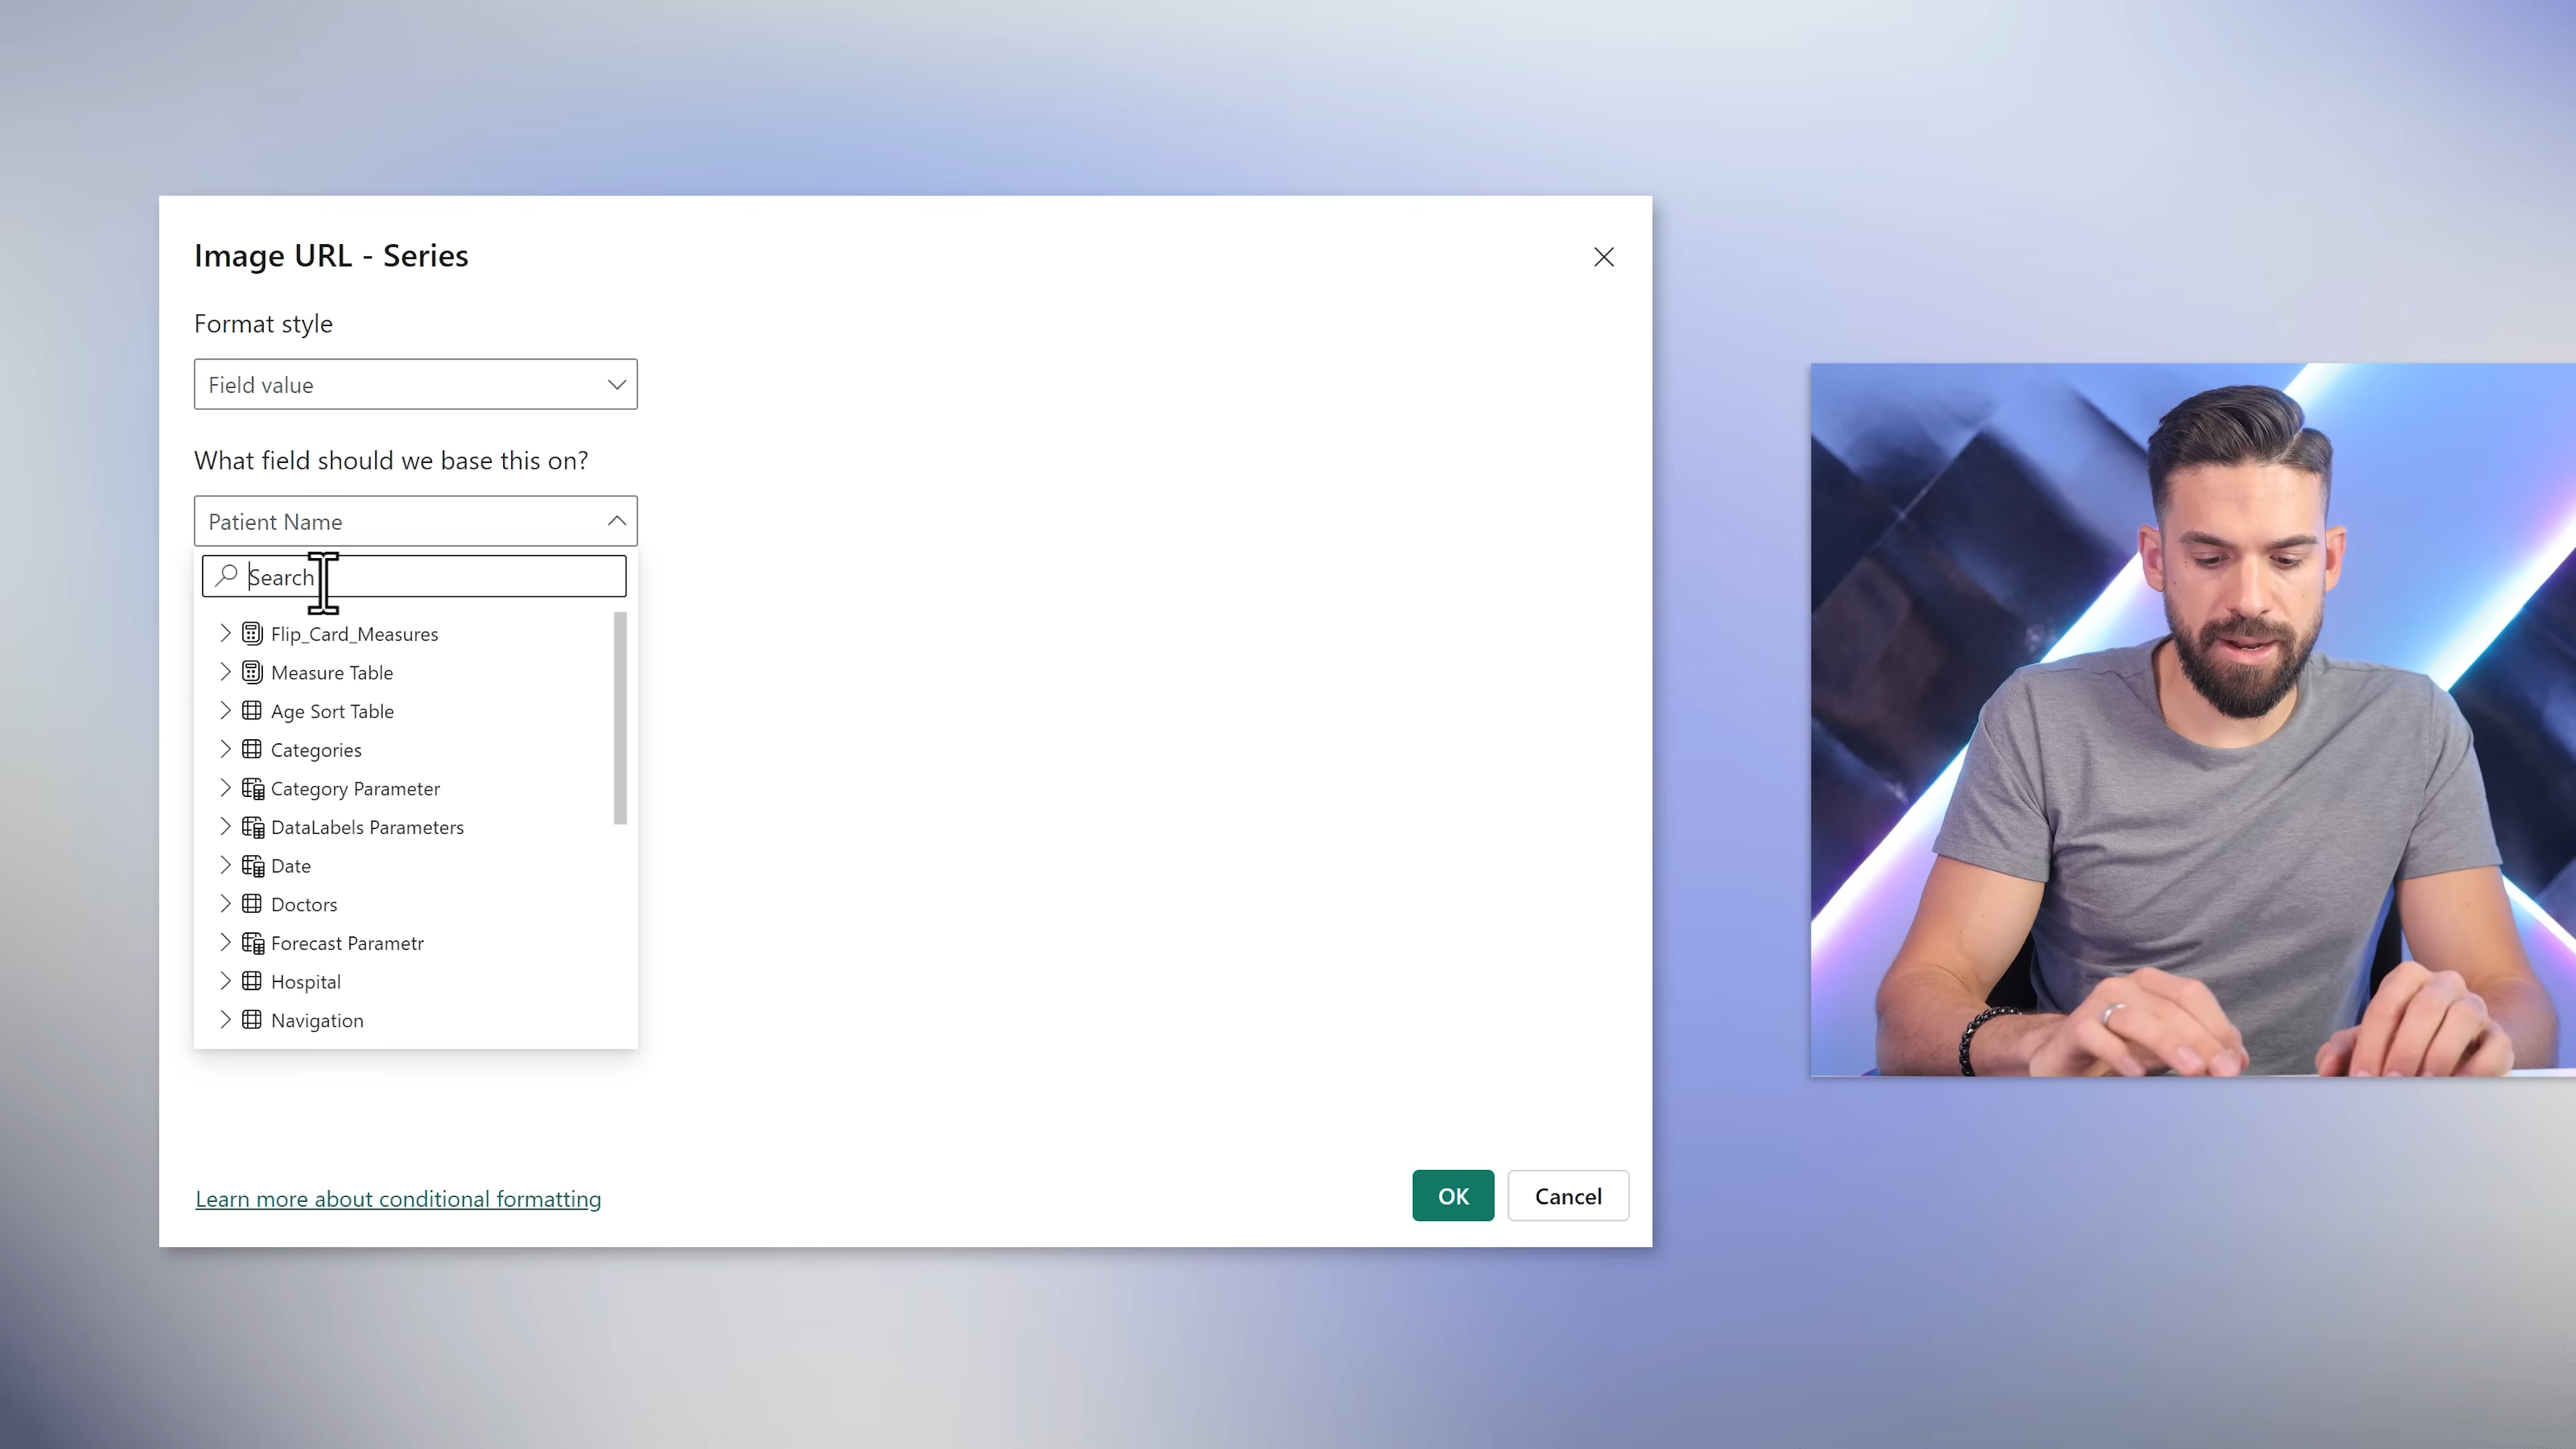 Image URL - Series
Format style
Field value
What field should we base this on?
Patient Name
Search
Flip_Card_Measures
Measure Table
Age Sort Table
Categories
Category Parameter
DataLabels Parameters
Date
Doctors
Forecast Parametr
Hospital
Navigation
Learn more about conditional formatting
OK
Cancel